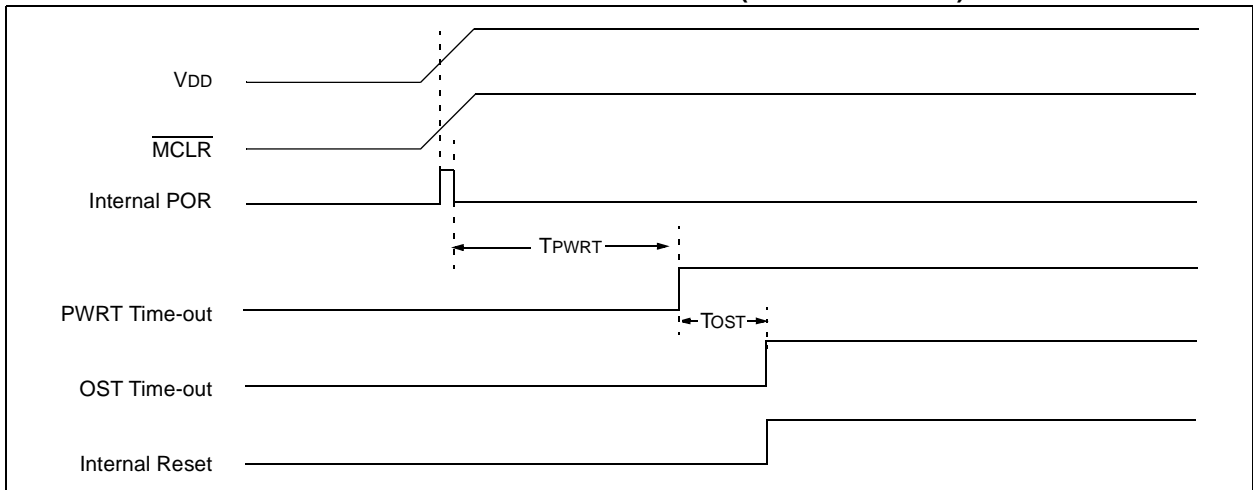 VDD
MCLR
Internal POR
TPWRT
PWRT Time-out
TOST
OST Time-out
Internal Reset